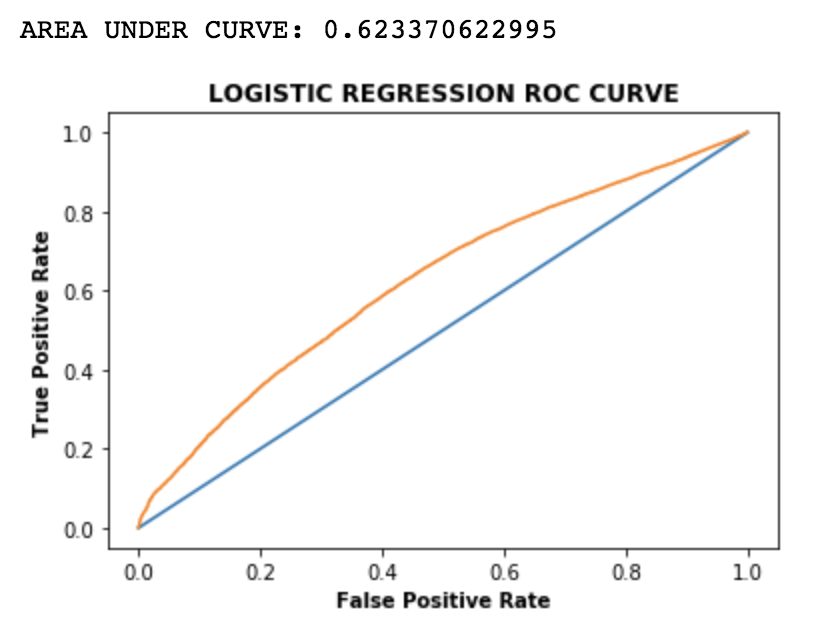 AREA UNDER CURVE: 0.623370622995
LOGISTIC REGRESSION ROC CURVE
1.0
0.8
0.6
0.4
0.2
0.0
True Positive Rate
0.0 0.2 0.4 0.6 0.8 1.0
False Positive Rate